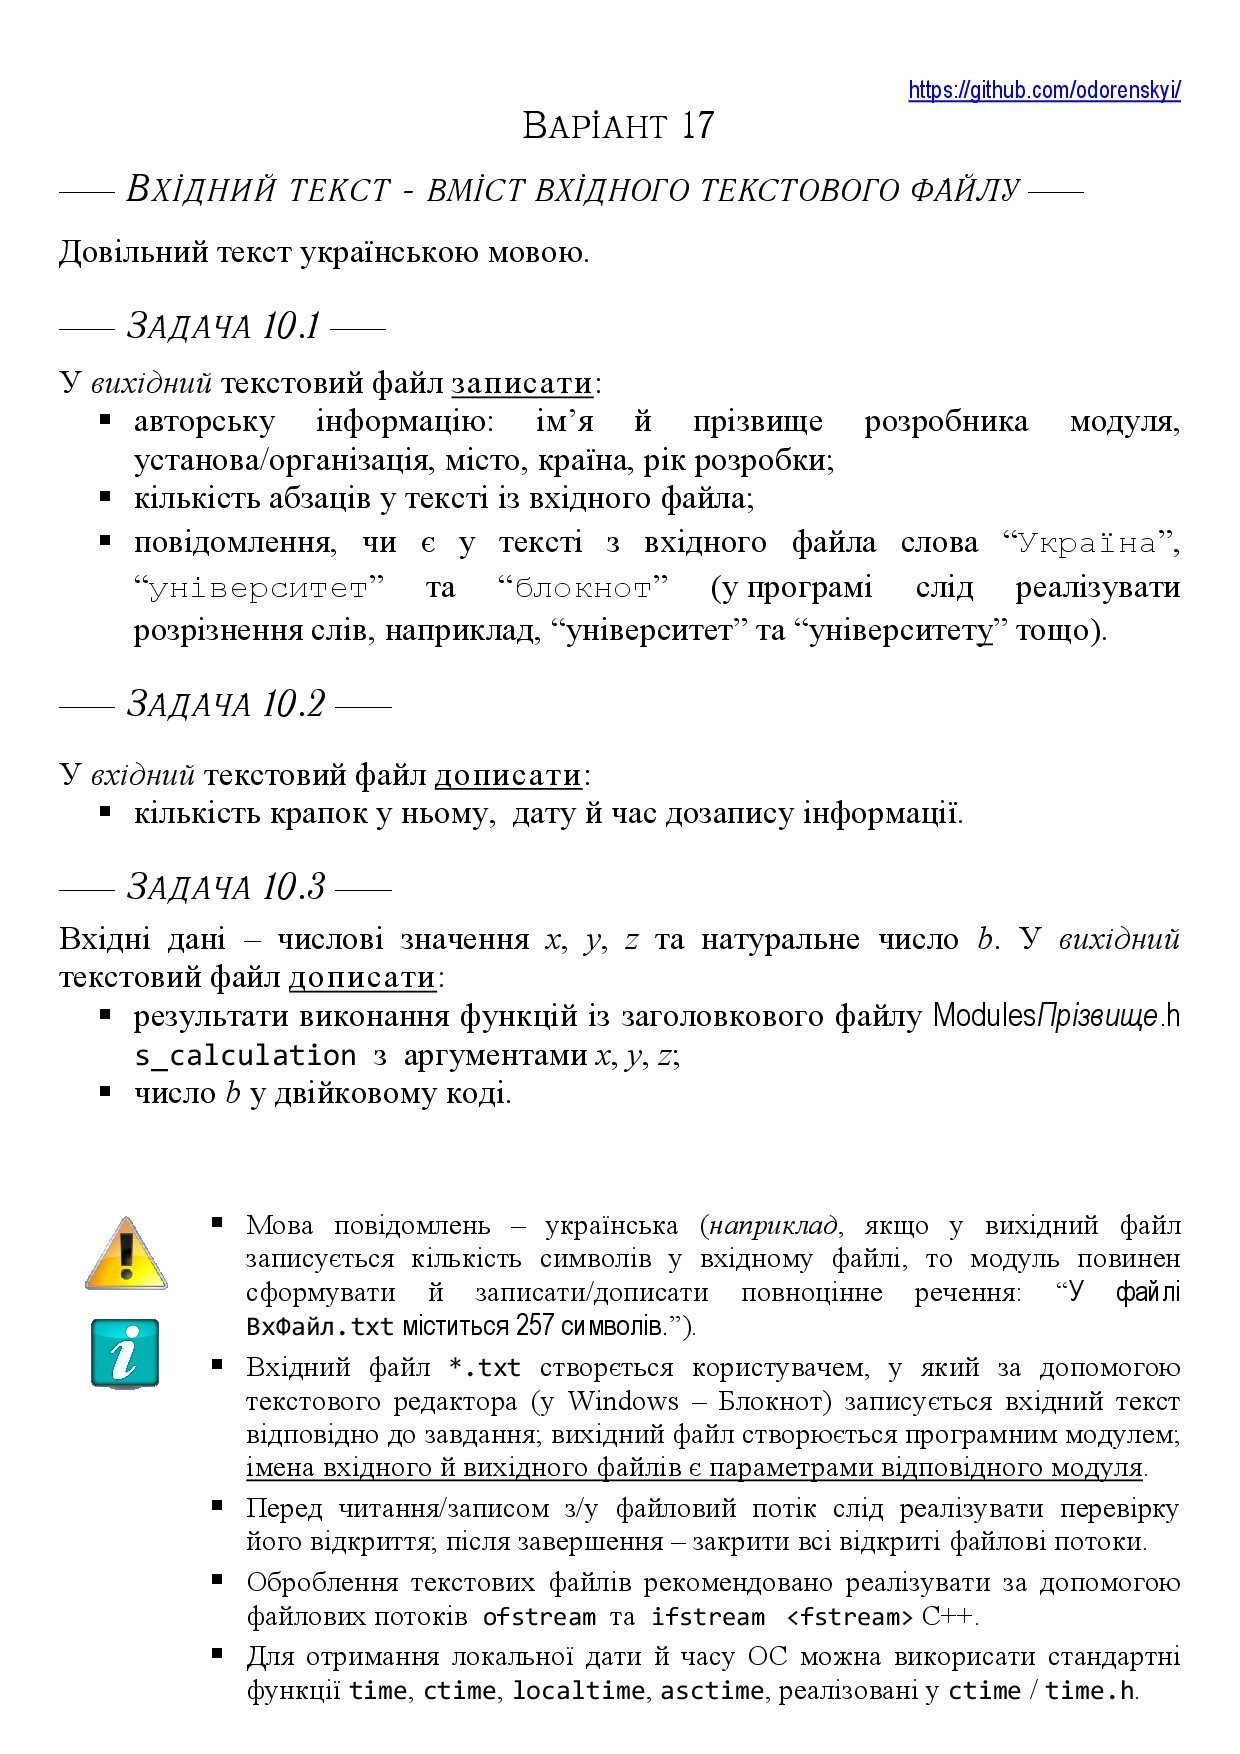 https://github.com/odorenskyi/
ВАРІАНТ 17
ВХІДНИЙ ТЕКСТ - ВМІСТ ВХІДНОГО ТЕКСТОВОГО ФАЙЛУ
Довільний текст українською мовою.
ЗАДАЧА 10.1
У вихідний текстовий файл записати:
▪ авторську інформацію: ім’я й прізвище розробника модуля,
установа/організація, місто, країна, рік розробки;
▪ кількість абзаців у тексті із вхідного файла;
▪ повідомлення, чи є у тексті з вхідного файла слова “Україна”,
“університет” та “блокнот” (у програмі слід реалізувати
розрізнення слів, наприклад, “університет” та “університету” тощо).
ЗАДАЧА 10.2
У вхідний текстовий файл дописати:
▪ кількість крапок у ньому, дату й час дозапису інформації.
ЗАДАЧА 10.3
Вхідні дані – числові значення x, y, z та натуральне число b. У вихідний
текстовий файл дописати:
▪ результати виконання функцій із заголовкового файлу ModulesПрізвище.h
s_calculation з аргументами x, y, z;
▪ число b у двійковому коді.
▪ Мова повідомлень – українська (наприклад, якщо у вихідний файл
записується кількість символів у вхідному файлі, то модуль повинен
сформувати й записати/дописати повноцінне речення: “У файлі
ВхФайл.txt міститься 257 символів.”).
▪ Вхідний файл *.txt створється користувачем, у який за допомогою
текстового редактора (у Windows – Блокнот) записується вхідний текст
відповідно до завдання; вихідний файл створюється програмним модулем;
імена вхідного й вихідного файлів є параметрами відповідного модуля.
▪ Перед читання/записом з/у файловий потік слід реалізувати перевірку
його відкриття; після завершення – закрити всі відкриті файлові потоки.
▪ Оброблення текстових файлів рекомендовано реалізувати за допомогою
файлових потоків ofstream та ifstream <fstream> С++.
▪ Для отримання локальної дати й часу ОС можна використати стандартні
функції time, ctime, localtime, asctime, реалізовані у ctime / time.h.